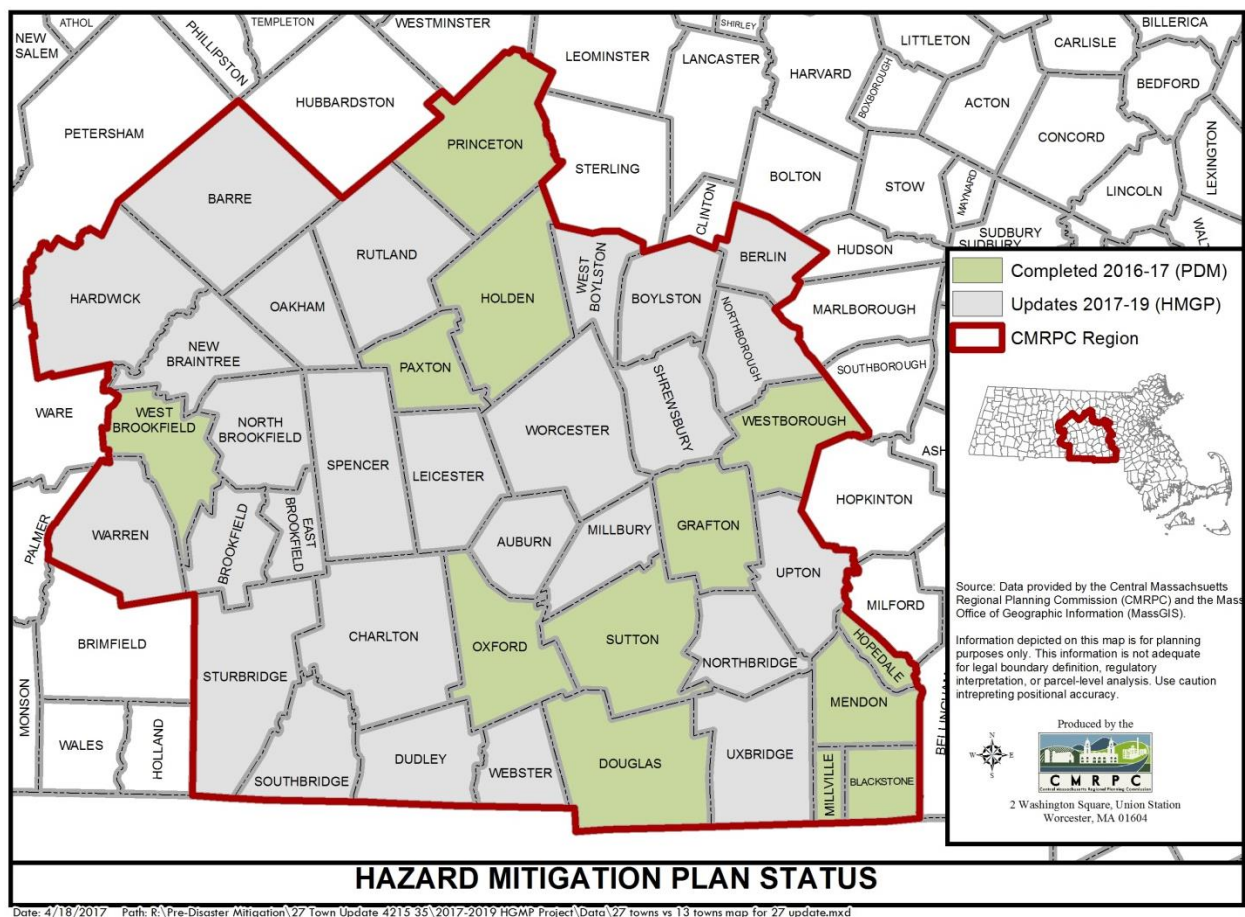 ATHOL
TEMPLETON
WESTMINSTER
SHIRLEY
LITTLETON
CARLISLE
BILLERICA
NEW
SALEM
PHILLIPSTON
LEOMINSTER
LANCASTER
HARVARD
BOXBOROUGH
ACTON
BEDFORD
HUBBARDSTON
PETERSHAM
PRINCETON
CONCORD
LEXINGTON
STERLING
BOLTON
STOW
MAYNARD
LINCOLN
CLINTON
BARRE
RUTLAND
WEST
BOYLSTON
BERLIN
HUDSON
SUDBURY
SUDBURY
HARDWICK
OAKHAM
HOLDEN
BOYLSTON
NORTHBOROUGH
MARLBOROUGH
NEW
BRAINTREE
PAXTON
SHREWSBURY
SOUTHBOROUGH
WARE
WEST
BROOKFIELD
NORTH
BROOKFIELD
SPENCER
LEICESTER
WORCESTER
WESTBOROUGH
ASH
HOPKINTON
PALMER
WARREN
BROOKFIELD
EAST
BROOKFIELD
AUBURN
MILLBURY
GRAFTON
UPTON
MILFORD
BRIMFIELD
CHARLTON
OXFORD
SUTTON
NORTHBRIDGE
HOPEDALE
MONSON
STURBRIDGE
MENDON
BELLINGHAM
WALES
HOLLAND
SOUTHBRIDGE
DUDLEY
WEBSTER
DOUGLAS
UXBRIDGE
MILLVILLE
BLACKSTONE
Completed 2016-17 (PDM)
Updates 2017-19 (HMGP)
CMRPC Region
Source: Data provided by the Central Massachsuetts
Regional Planning Commission (CMRPC) and the Mass
Office of Geographic Information (MassGIS).
Information depicted on this map is for planning
purposes only. This information is not adequate
for legal boundary definition, regulatory
interpretation, or parcel-level analysis. Use caution
intrepreting positional accuracy.
Produced by the
N
W E
S
CMRPC
Central Massachusetts Regional Planning Commission
2 Washington Square, Union Station
Worcester, MA 01604
HAZARD MITIGATION PLAN STATUS
Date: 4/18/2017 Path: R:\Pre-Disaster Mitigation\27 Town Update 4215 35\2017-2019 HGMP Project\Data\27 towns vs 13 towns map for 27 update.mxd